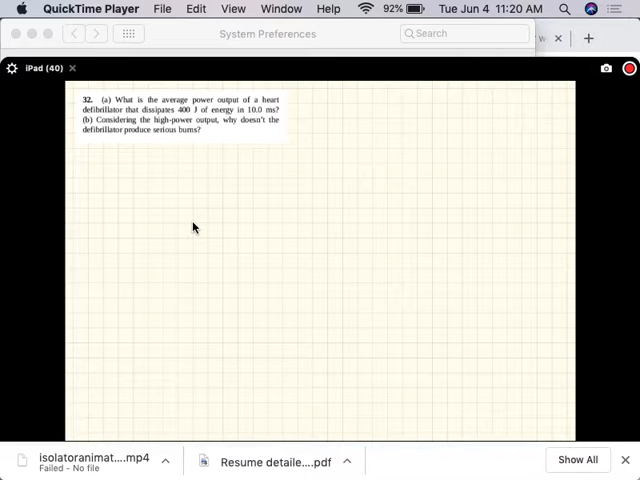 QuickTime Player File Edit View Window Help 92% Tue Jun 4 11:20 AM
System Preferences
Search
iPad (40)
32. (a) What is the average power output of a heart
defibrillator that dissipates 400 J of energy in 10.0 ms?
(b) Considering the high-power output, why doesn't the
defibrillator produce serious burns?
isolatoranimat....mp4
Failed - No file
Resume detaile....pdf
Show All